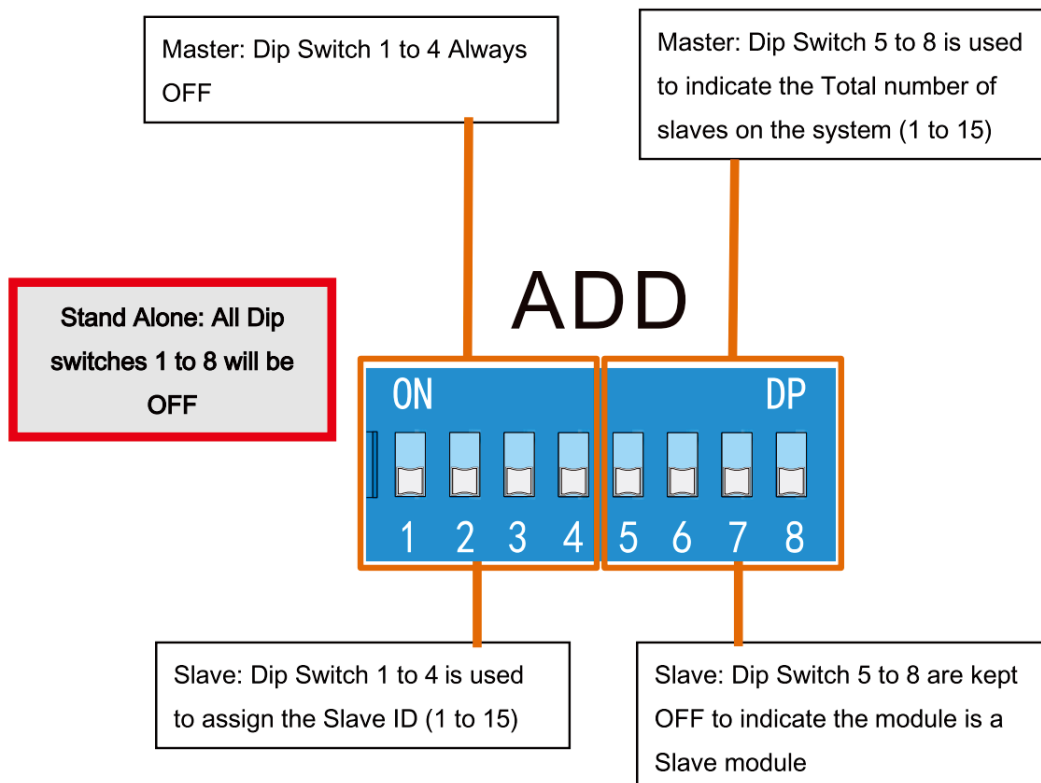 Master: Dip Switch 1 to 4 Always
OFF
Master: Dip Switch 5 to 8 is used
to indicate the Total number of
slaves on the system (1 to 15)
Stand Alone: All Dip
switches 1 to 8 will be
OFF
ADD
ON DP
1 2 3 4 5 6 7 8
Slave: Dip Switch 1 to 4 is used
to assign the Slave ID (1 to 15)
Slave: Dip Switch 5 to 8 are kept
OFF to indicate the module is a
Slave module